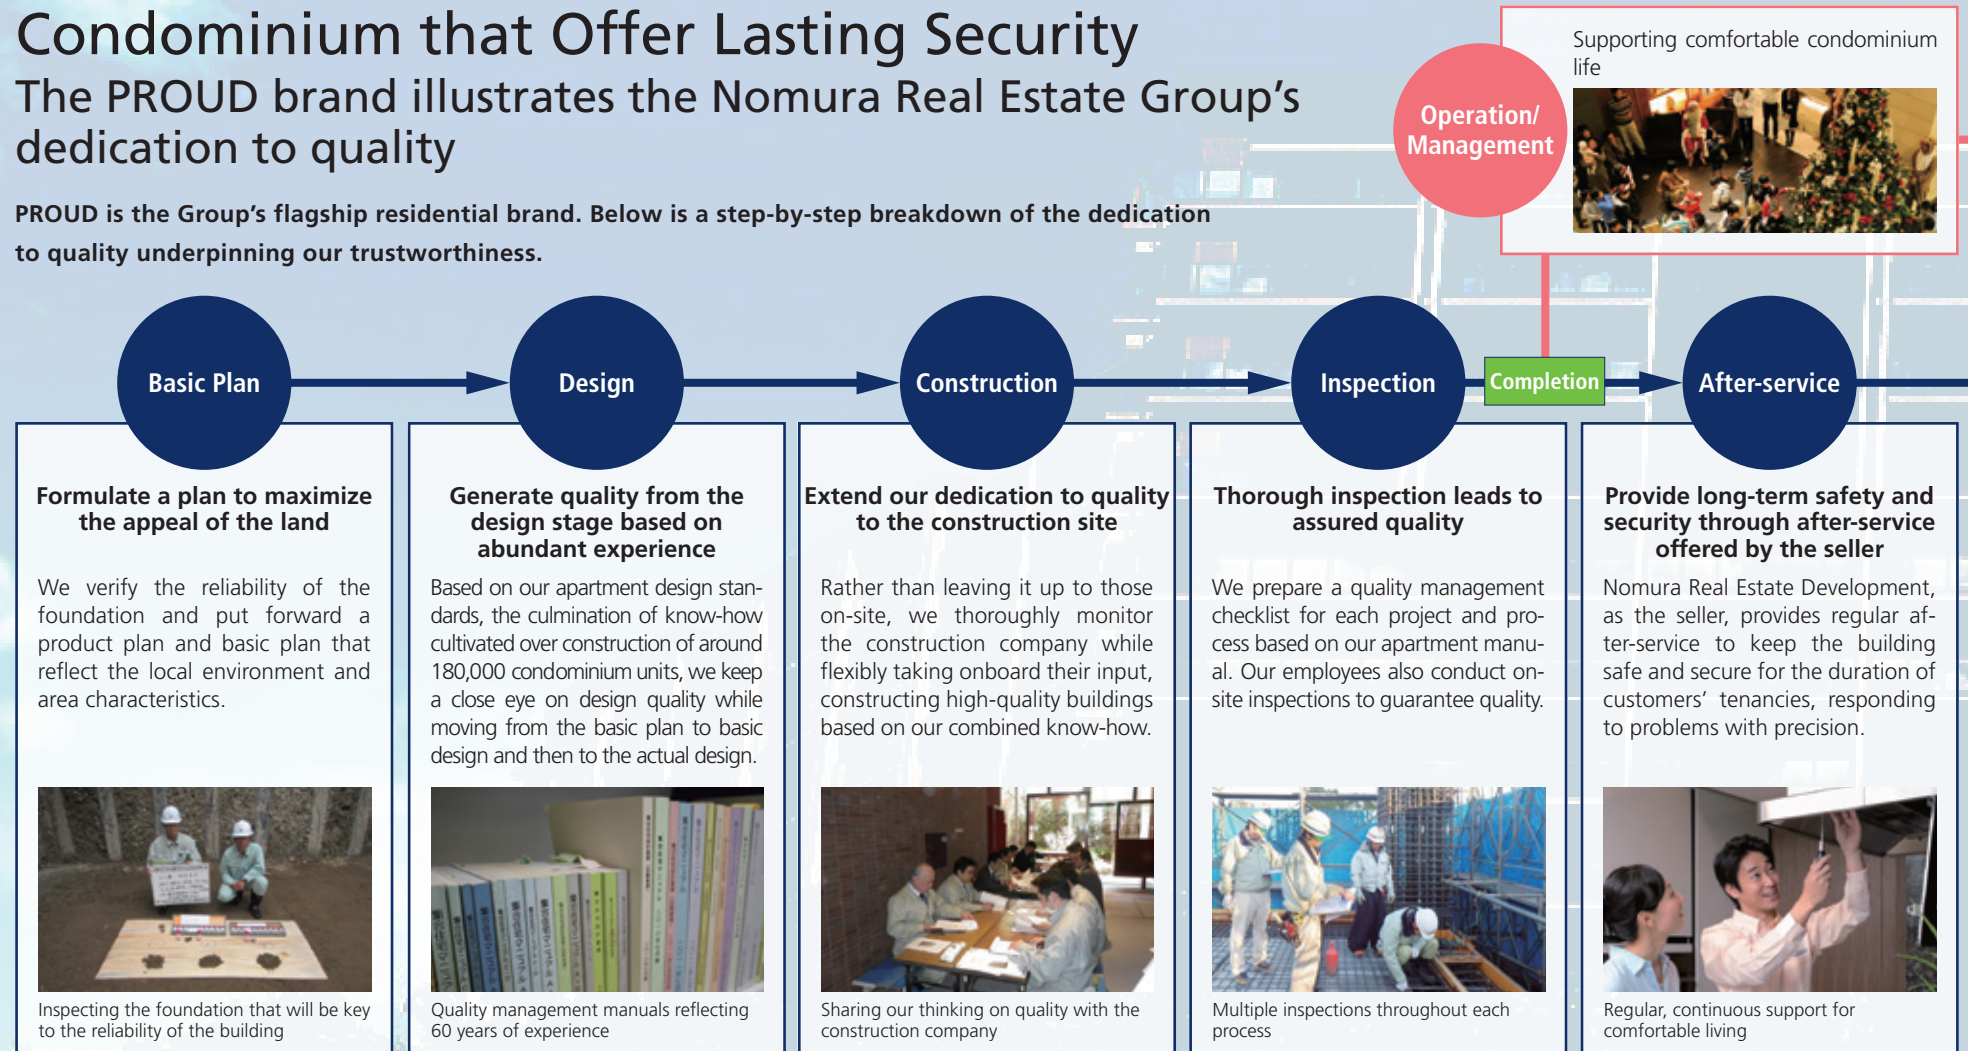 Condominium that Offer Lasting Security
The PROUD brand illustrates the Nomura Real Estate Group’s
dedication to quality
PROUD is the Group’s flagship residential brand. Below is a step-by-step breakdown of the dedication
to quality underpinning our trustworthiness.
Operation/
Management
Supporting comfortable condominium
life
Basic Plan
Design
Construction
Inspection
Completion
After-service
Formulate a plan to maximize
the appeal of the land
We verify the reliability of the
foundation and put forward a
product plan and basic plan that
reflect the local environment and
area characteristics.
Inspecting the foundation that will be key
to the reliability of the building
Generate quality from the
design stage based on
abundant experience
Based on our apartment design stan-
dards, the culmination of know-how
cultivated over construction of around
180,000 condominium units, we keep
a close eye on design quality while
moving from the basic plan to basic
design and then to the actual design.
Quality management manuals reflecting
60 years of experience
Extend our dedication to quality
to the construction site
Rather than leaving it up to those
on-site, we thoroughly monitor
the construction company while
flexibly taking onboard their input,
constructing high-quality buildings
based on our combined know-how.
Sharing our thinking on quality with the
construction company
Thorough inspection leads to
assured quality
We prepare a quality management
checklist for each project and pro-
cess based on our apartment manu-
al. Our employees also conduct on-
site inspections to guarantee quality.
Multiple inspections throughout each
process
Provide long-term safety and
security through after-service
offered by the seller
Nomura Real Estate Development,
as the seller, provides regular af-
ter-service to keep the building
safe and secure for the duration of
customers’ tenancies, responding
to problems with precision.
Regular, continuous support for
comfortable living